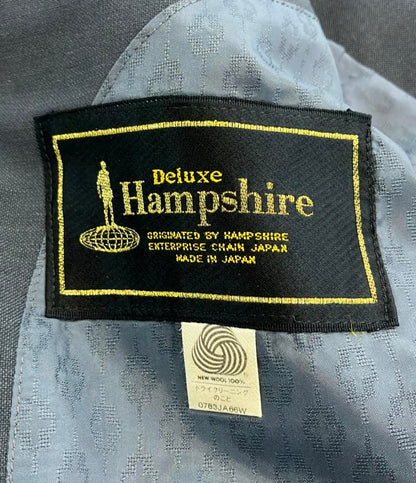 Deluxe
Hampshire
ORIGINATED BY HAMPSHIRE
ENTERPRISE CHAIN JAPAN
MADE IN JAPAN
NEW WOOL 100%
ドライクリーニング
のこと
0783JA66W